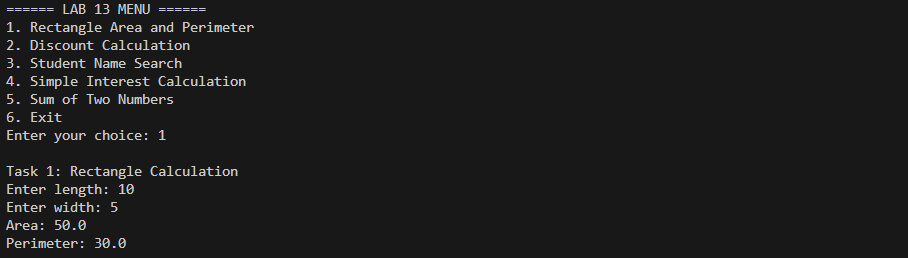 ====== LAB 13 MENU ======
1. Rectangle Area and Perimeter
2. Discount Calculation
3. Student Name Search
4. Simple Interest Calculation
5. Sum of Two Numbers
6. Exit
Enter your choice: 1
Task 1: Rectangle Calculation
Enter length: 10
Enter width: 5
Area: 50.0
Perimeter: 30.0